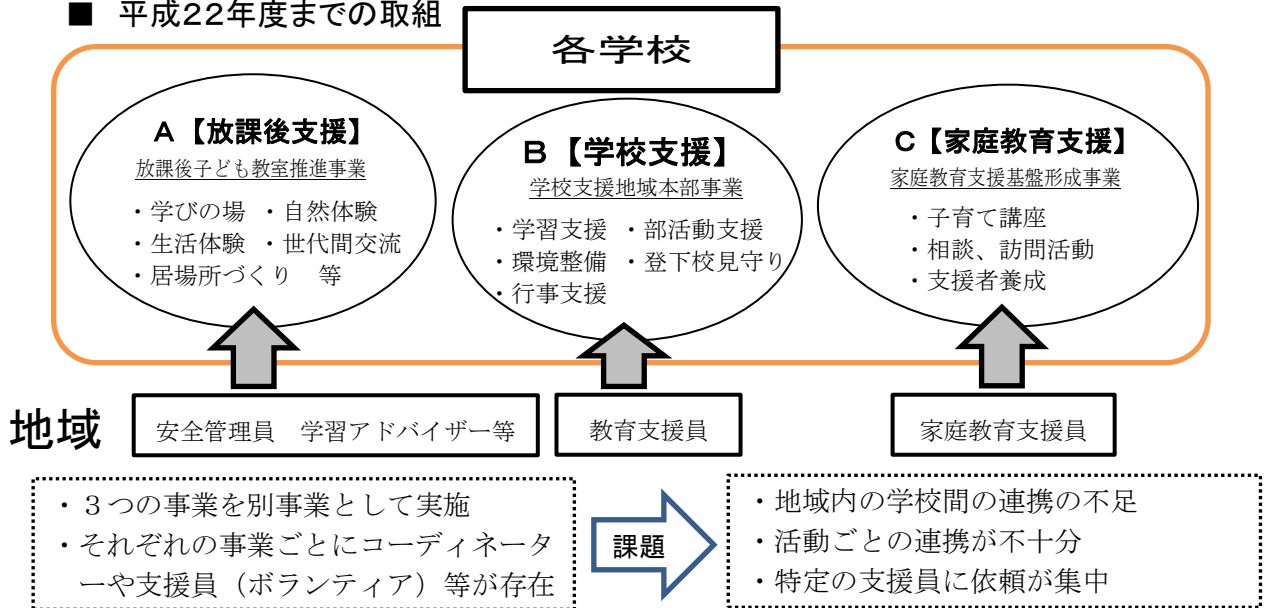 ■ 平成22年度までの取組
各学校
A【放課後支援】
放課後子ども教室推進事業
・学びの場 ・自然体験
・生活体験 ・世代間交流
・居場所づくり 等
B【学校支援】
学校支援地域本部事業
・学習支援 ・部活動支援
・環境整備 ・登下校見守り
・行事支援
C【家庭教育支援】
家庭教育支援基盤形成事業
・子育て講座
・相談、訪問活動
・支援者養成
地域
安全管理員 学習アドバイザー等
教育支援員
家庭教育支援員
・3つの事業を別事業として実施
・それぞれの事業ごとにコーディネータ
ーや支援員(ボランティア)等が存在
課題
・地域内の学校間の連携の不足
・活動ごとの連携が不十分
・特定の支援員に依頼が集中